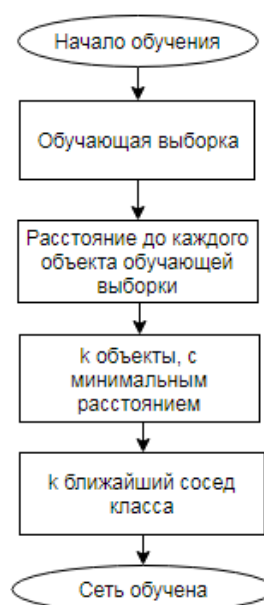 Начало обучения
Обучающая выборка
Расстояние до каждого
объекта обучающей
выборки
k объекты, с
минимальным
расстоянием
k ближайший сосед
класса
Сеть обучена